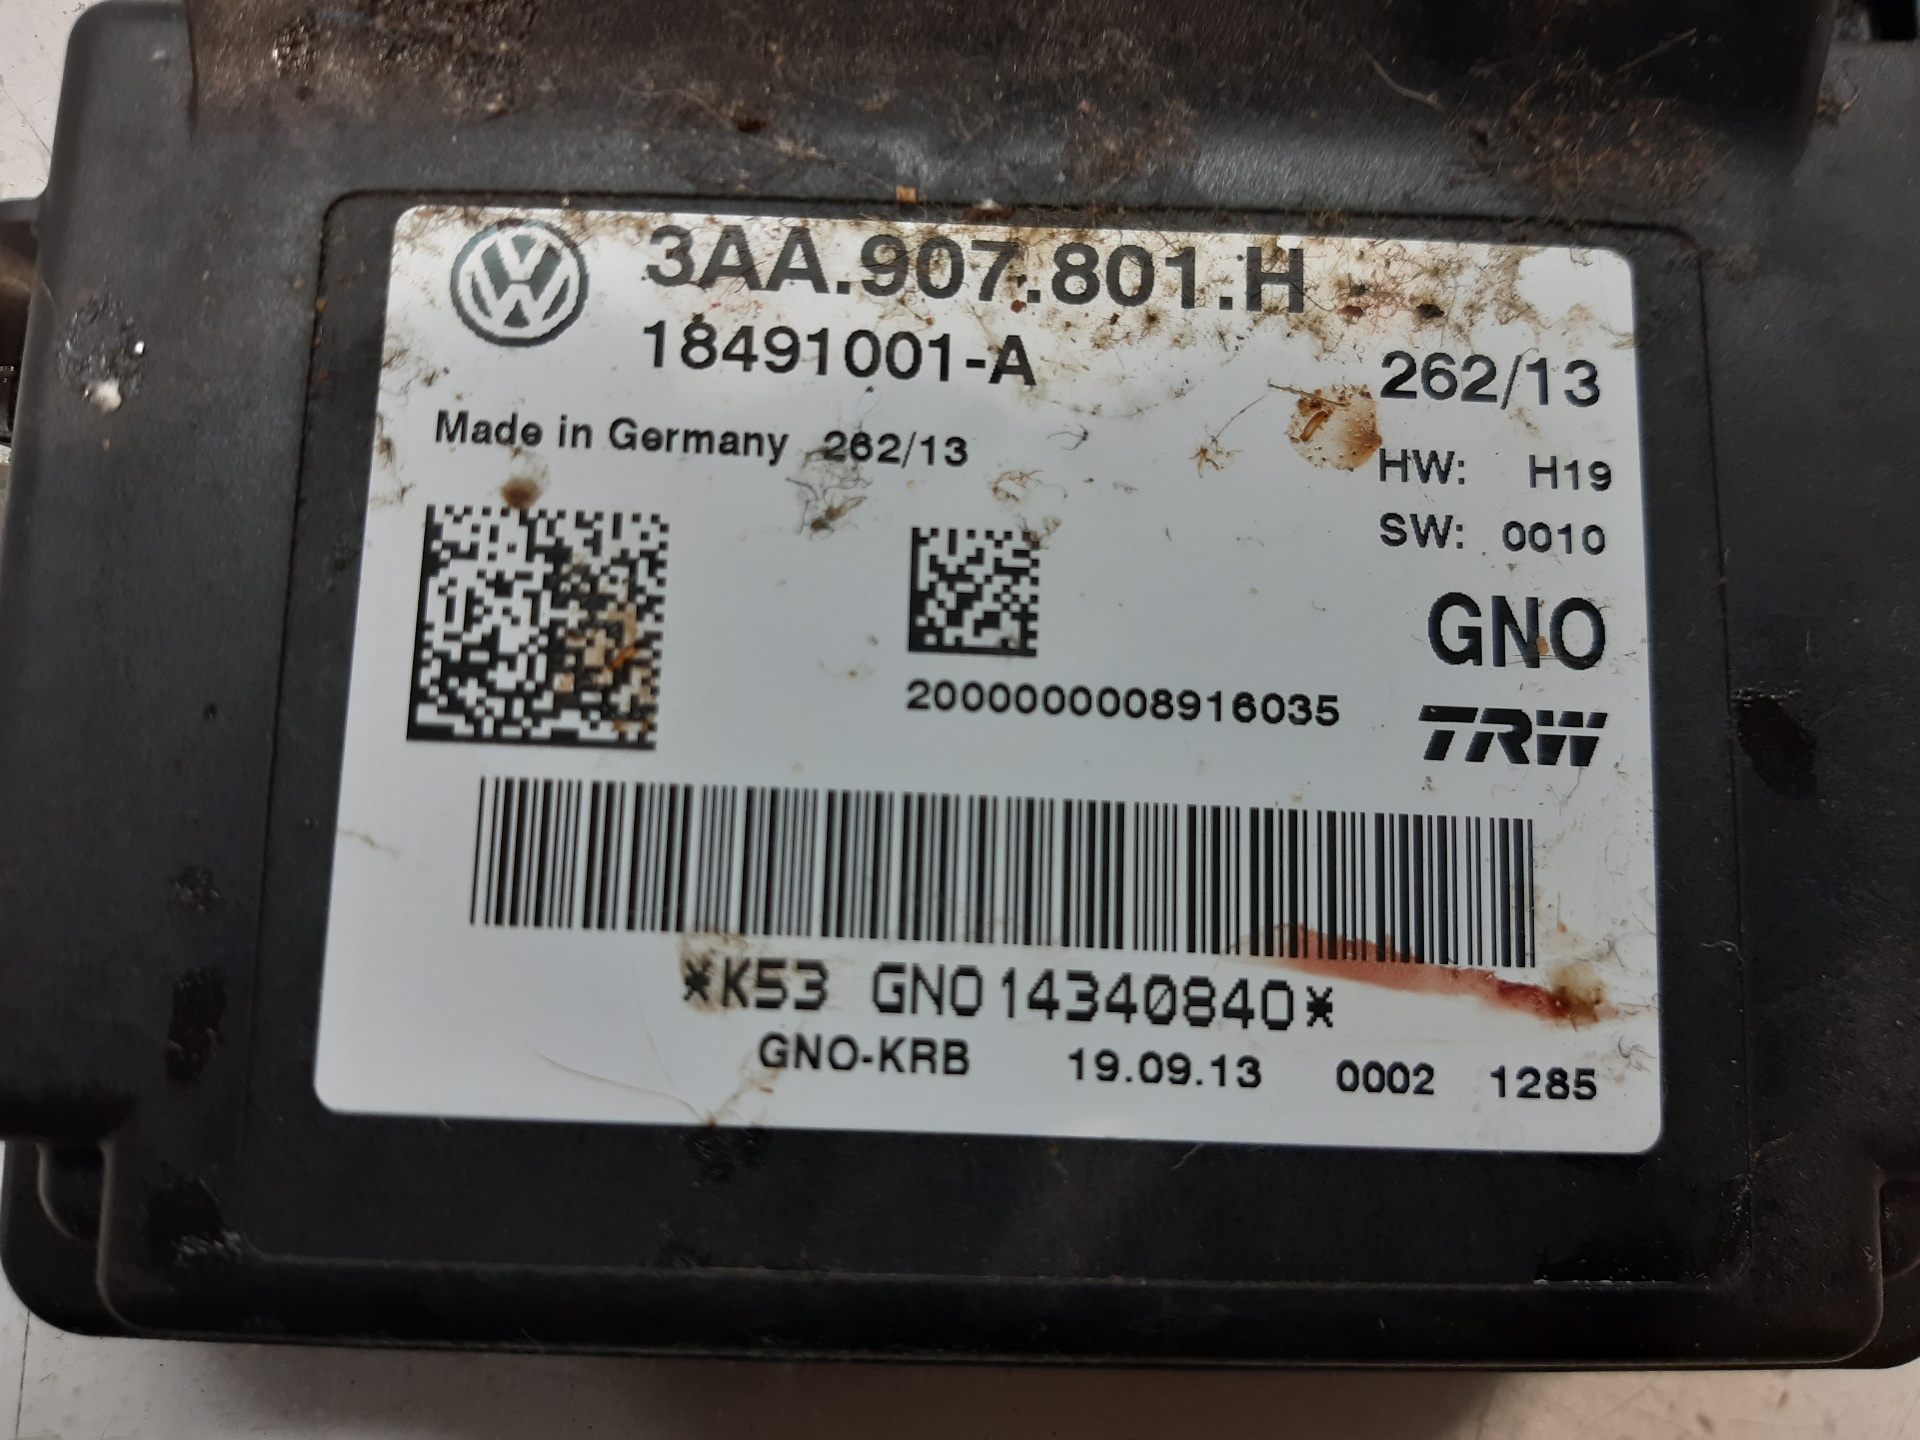 3AA.907.801.H
18491001-A
262/13
Made in Germany 262/13
HW: H19
SW: 0010
GNO
2000000008916035
TRW
*K53 GNO14340840*
GNO-KRB 19.09.13 0002 1285